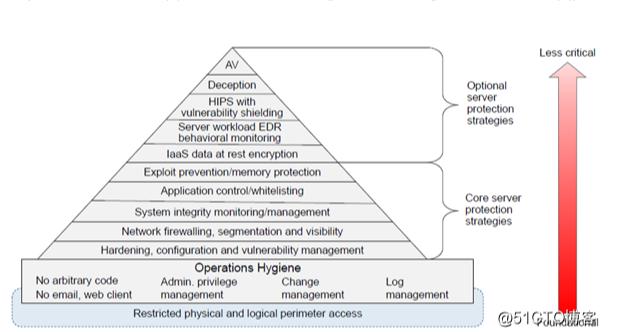 AV
Deception
HIPS with
vulnerability shielding
Server workload EDR
behavioral monitoring
IaaS data at rest encryption
Exploit prevention/memory protection
Application control/whitelisting
System integrity monitoring/management
Network firewalling, segmentation and visibility
Hardening, configuration and vulnerability management
Operations Hygiene
No arbitrary code
No email, web client
Admin. privilege
management
Change
management
Log
management
Restricted physical and logical perimeter access
Optional
server
protection
strategies
Core server
protection
strategies
Less critical
Foundational
@51CTO博客